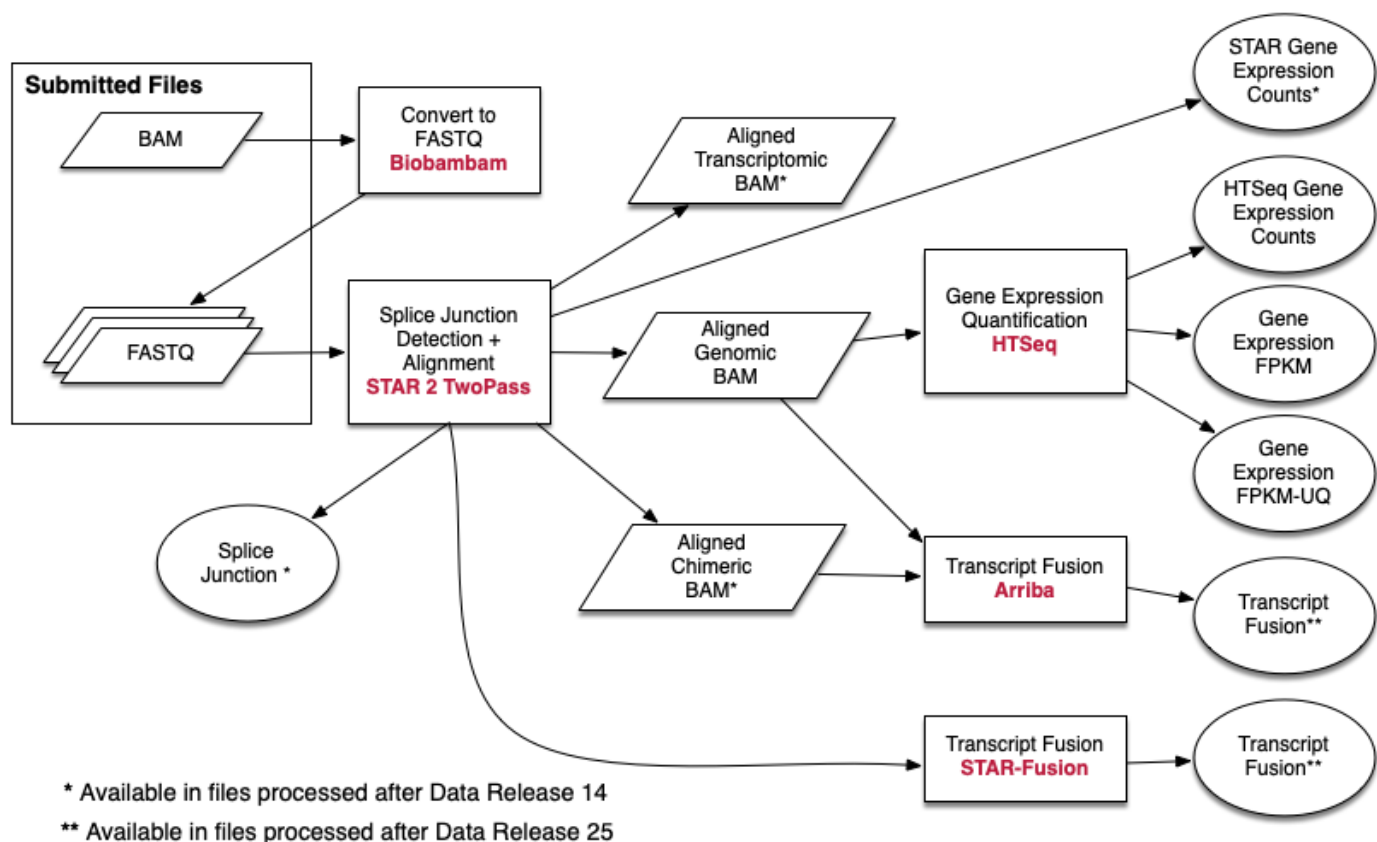 Submitted Files
BAM
Convert to
FASTQ
Biobambam
FASTQ
Splice Junction
Detection +
Alignment
STAR 2 TwoPass
Splice
Junction *
Aligned
Transcriptomic
BAM*
Aligned
Genomic
BAM
Aligned
Chimeric
BAM*
Gene Expression
Quantification
HTSeq
Transcript Fusion
Arriba
Transcript Fusion
STAR-Fusion
STAR Gene
Expression
Counts*
HTSeq Gene
Expression
Counts
Gene
Expression
FPKM
Gene
Expression
FPKM-UQ
Transcript
Fusion**
Transcript
Fusion**
* Available in files processed after Data Release 14
** Available in files processed after Data Release 25